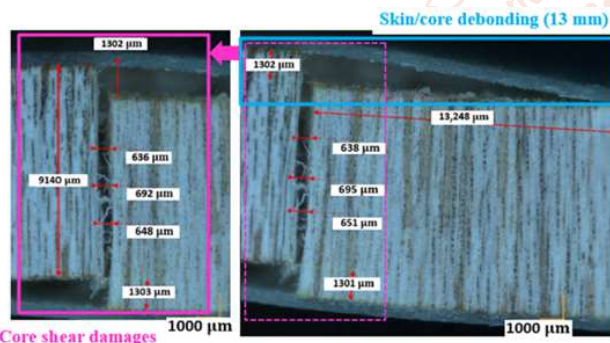 Skin/core debonding (13 mm)
1302 µm
9140 µm
636 µm
692 µm
648 µm
1303 µm
1000 µm
Core shear damages
1302 µm
13,248 µm
638 µm
695 µm
651 µm
1301 µm
1000 µm